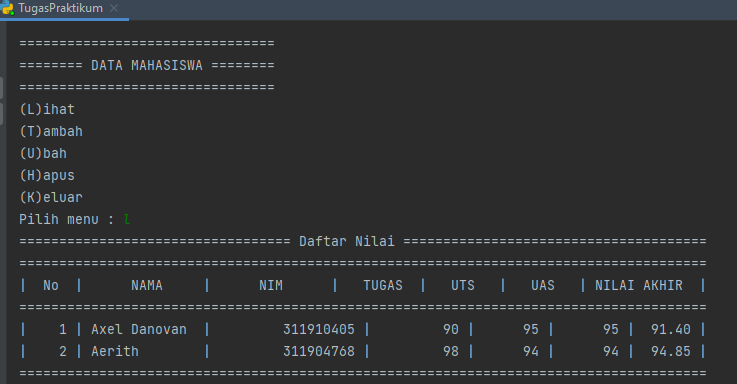 TugasPraktikum
================================
======== DATA MAHASISWA ========
================================
(L)ihat
(T)ambah
(U)bah
(H)apus
(K)eluar
Pilih menu : l
================================== Daftar Nilai ======================================
======================================================================================
|  No  |      NAMA     |      NIM      |   TUGAS  |   UTS   |   UAS   | NILAI AKHIR  |
======================================================================================
|    1 | Axel Danovan  |         311910405 |         90 |      95 |      95 |  91.40 |
|    2 | Aerith        |         311904768 |         98 |      94 |      94 |  94.85 |
======================================================================================